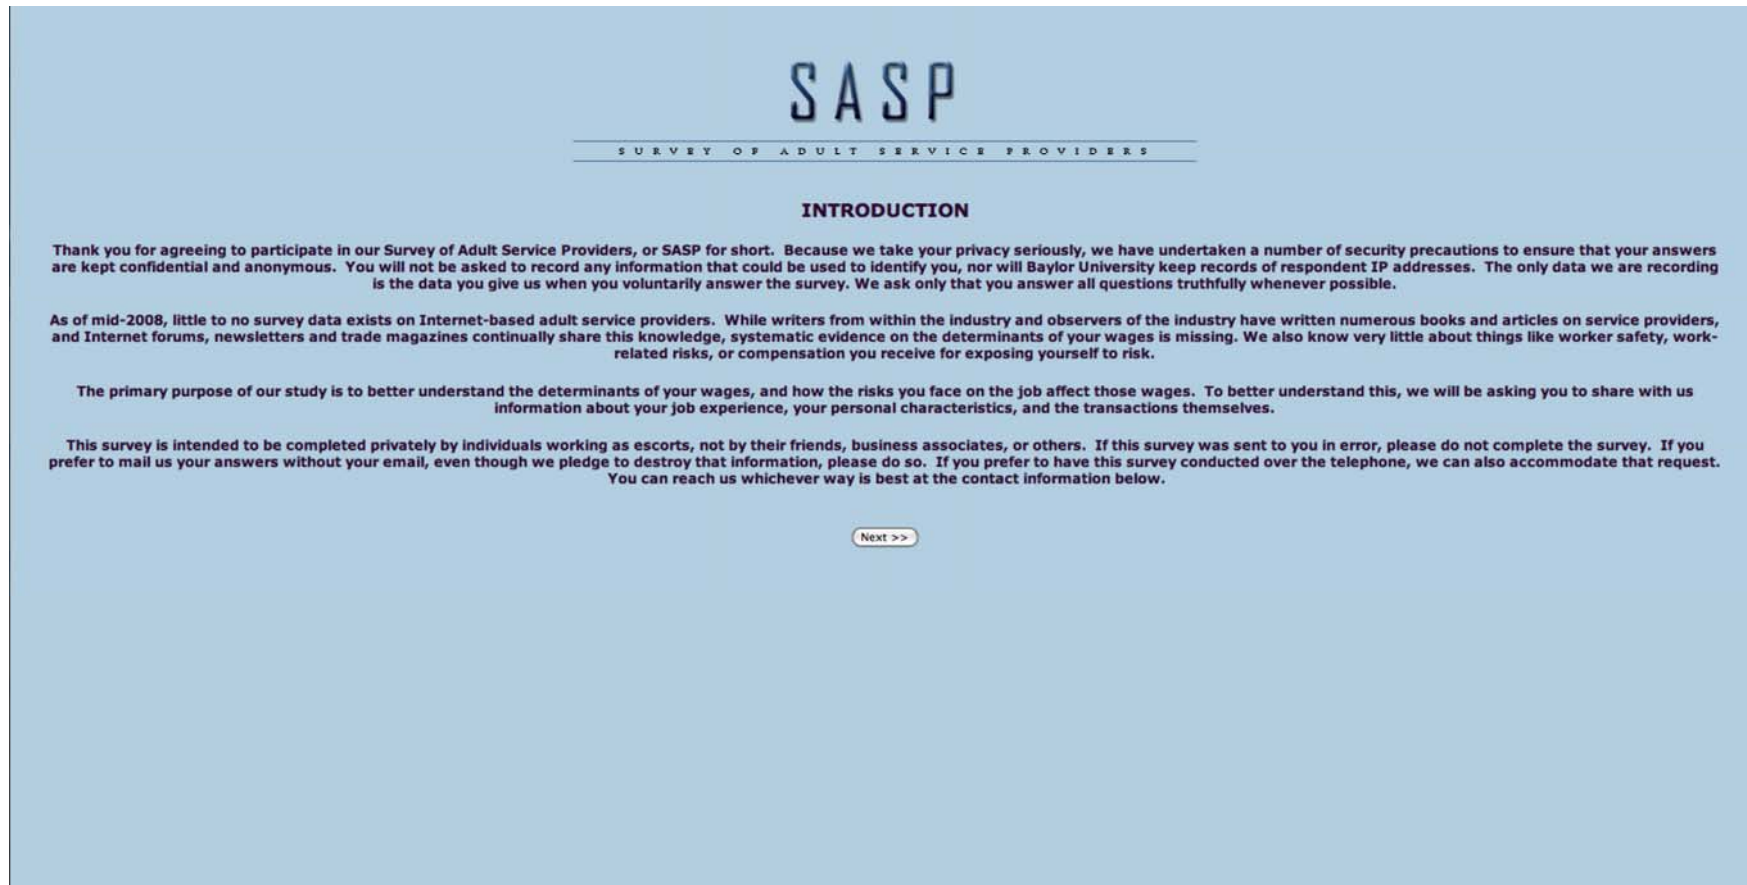 SASP
SURVEY OF ADULT SERVICE PROVIDERS
INTRODUCTION
Thank you for agreeing to participate in our Survey of Adult Service Providers, or SASP for short.  Because we take your privacy seriously, we have undertaken a number of security precautions to ensure that your answers
are kept confidential and anonymous.  You will not be asked to record any information that could be used to identify you, nor will Baylor University keep records of respondent IP addresses.  The only data we are recording
is the data you give us when you voluntarily answer the survey. We ask only that you answer all questions truthfully whenever possible.
As of mid-2008, little to no survey data exists on Internet-based adult service providers.  While writers from within the industry and observers of the industry have written numerous books and articles on service providers,
and Internet forums, newsletters and trade magazines continually share this knowledge, systematic evidence on the determinants of your wages is missing. We also know very little about things like worker safety, work-
related risks, or compensation you receive for exposing yourself to risk.
The primary purpose of our study is to better understand the determinants of your wages, and how the risks you face on the job affect those wages.  To better understand this, we will be asking you to share with us
information about your job experience, your personal characteristics, and the transactions themselves.
This survey is intended to be completed privately by individuals working as escorts, not by their friends, business associates, or others.  If this survey was sent to you in error, please do not complete the survey.  If you
prefer to mail us your answers without your email, even though we pledge to destroy that information, please do so.  If you prefer to have this survey conducted over the telephone, we can also accommodate that request.
You can reach us whichever way is best at the contact information below.
Next >>